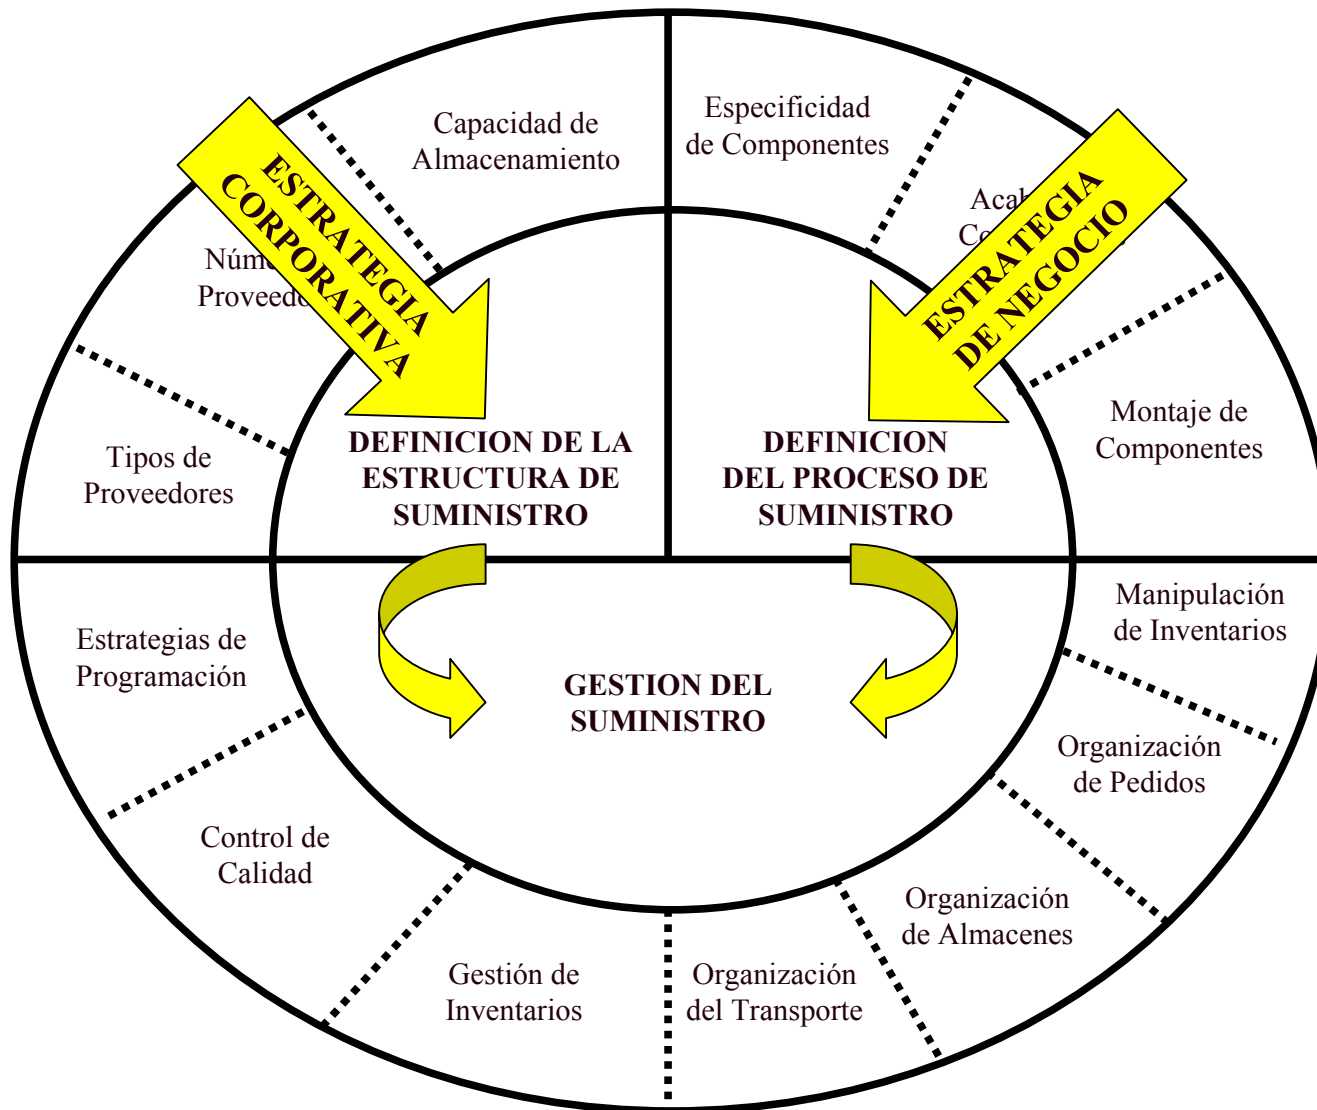 Capacidad de
Almacenamiento
Especificidad
de Componentes
ESTRATEGIA
CORPORATIVA
ESTRATEGIA
DE NEGOCIO
Tipos de
Proveedores
DEFINICION DE LA
ESTRUCTURA DE
SUMINISTRO
DEFINICION
DEL PROCESO DE
SUMINISTRO
Montaje de
Componentes
Estrategias de
Programación
GESTION DEL
SUMINISTRO
Manipulación
de Inventarios
Organización
de Pedidos
Control de
Calidad
Organización
de Almacenes
Gestión de
Inventarios
Organización
del Transporte